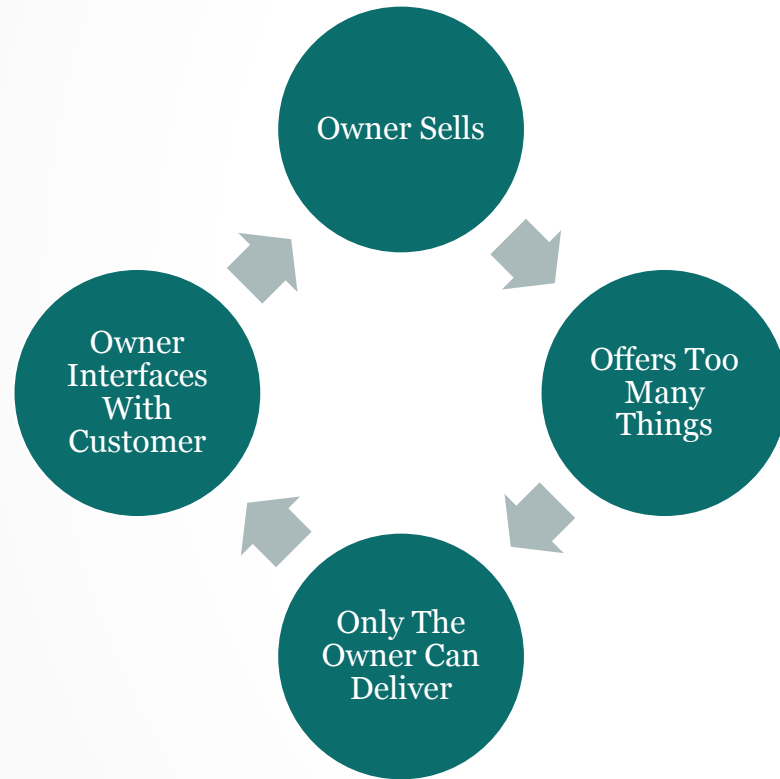 Owner Sells
Offers Too
Many
Things
Only The
Owner Can
Deliver
Owner
Interfaces
With
Customer